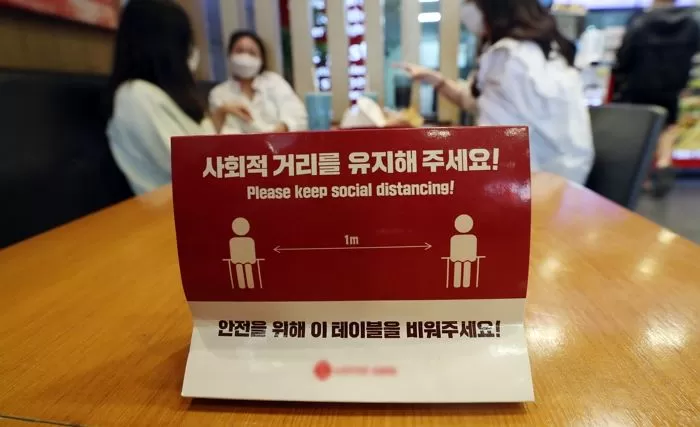 사회적 거리를 유지해 주세요!
Please keep social distancing!
1m
안전을 위해 이 테이블을 비워주세요!